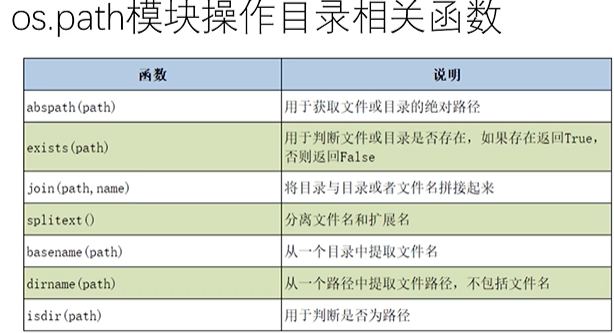 os.path模块操作目录相关函数
函数 说明
abspath(path) 用于获取文件或目录的绝对路径
exists(path) 用于判断文件或目录是否存在，如果存在返回True，
否则返回False
join(path,name) 将目录与目录或者文件名拼接起来
splitext() 分离文件名和扩展名
basename(path) 从一个目录中提取文件名
dirname(path) 从一个路径中提取文件路径，不包括文件名
isdir(path) 用于判断是否为路径